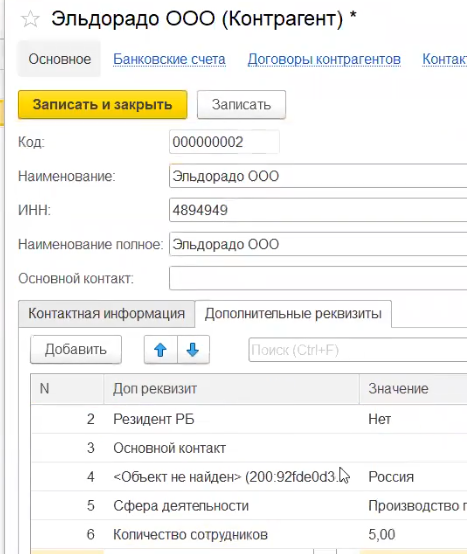 Эльдорадо ООО (Контрагент) *
Основное Банковские счета Договоры контрагентов Контак
Записать и закрыть Записать
Код: 000000002
Наименование: Эльдорадо ООО
ИНН: 4894949
Наименование полное: Эльдорадо ООО
Основной контакт:
Контактная информация Дополнительные реквизиты
Добавить Поиск (Ctrl+F)
N Доп реквизит Значение
2 Резидент РБ Нет
3 Основной контакт
4 <Объект не найден> (200:92fde0d3... Россия
5 Сфера деятельности Производство п
6 Количество сотрудников 5,00